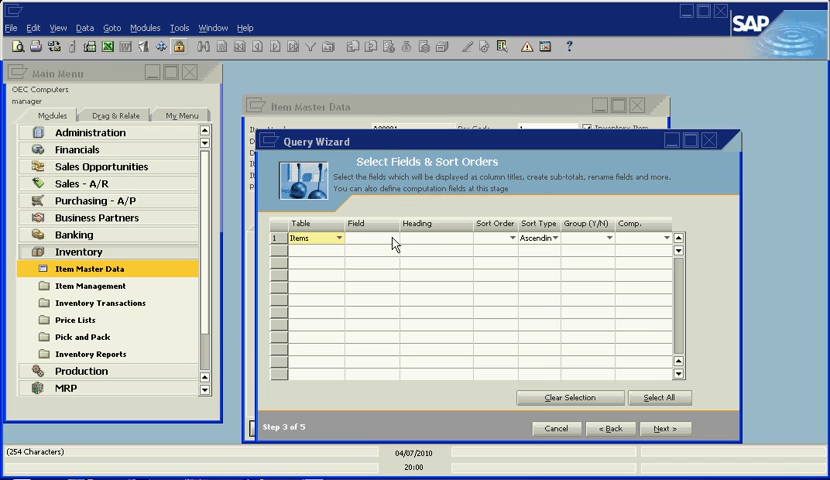 SAP
File Edit View Data Goto Modules Tools Window Help
Main Menu
OEC Computers
manager
Modules Drag & Relate My Menu
Administration
Financials
Sales Opportunities
Sales - A/R
Purchasing - A/P
Business Partners
Banking
Inventory
Item Master Data
Item Management
Inventory Transactions
Price Lists
Pick and Pack
Inventory Reports
Production
MRP
Item Master Data
Query Wizard
Select Fields & Sort Orders
Select the fields which will be displayed as column titles, create sub-totals, rename fields and more.
You can also define computation fields at this stage
Table Field Heading Sort Order Sort Type Group (Y/N) Comp.
1 Items Ascendin
Clear Selection Select All
Step 3 of 5 Cancel < Back Next >
(254 Characters)
04/07/2010
20:00